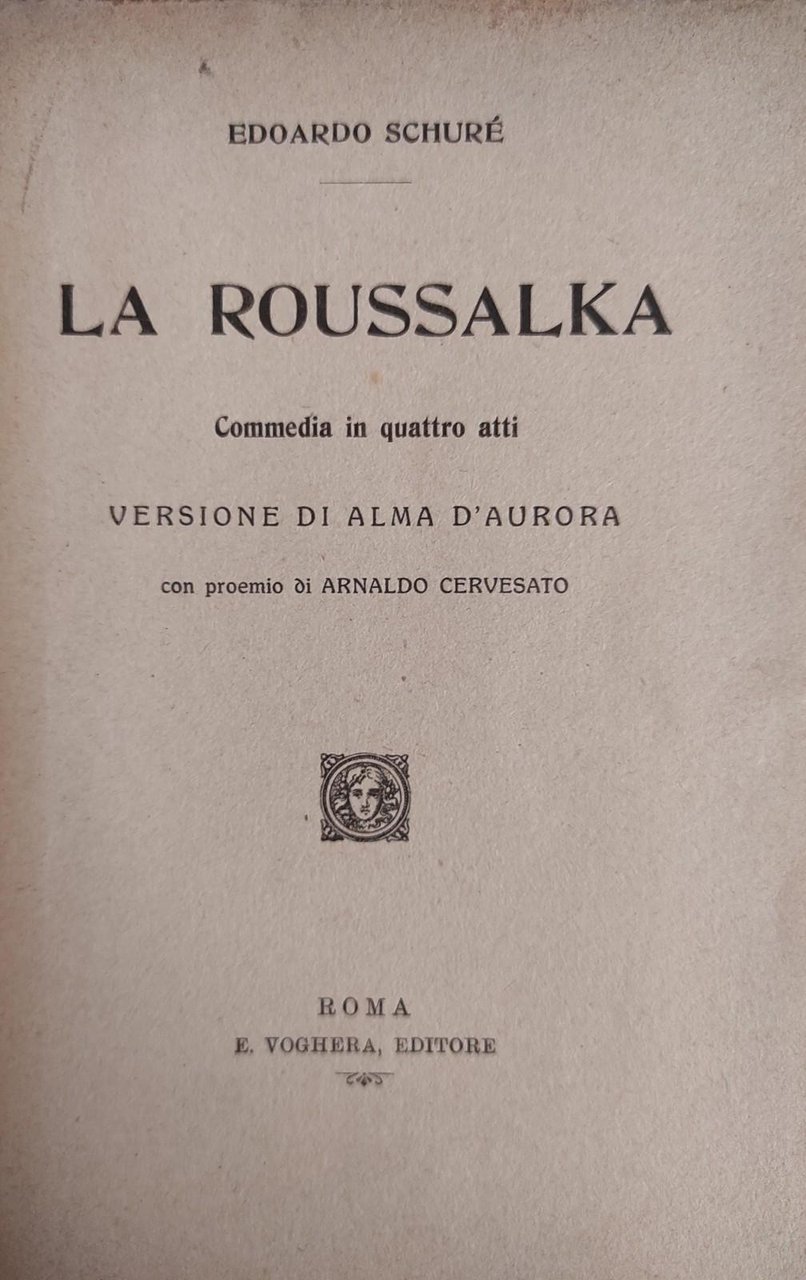 EDOARDO SCHURÉ
LA ROUSSALKA
Commedia in quattro atti
VERSIONE DI ALMA D'AURORA
con proemio di ARNALDO CERVESATO
ROMA
E. VOGHERA, EDITORE